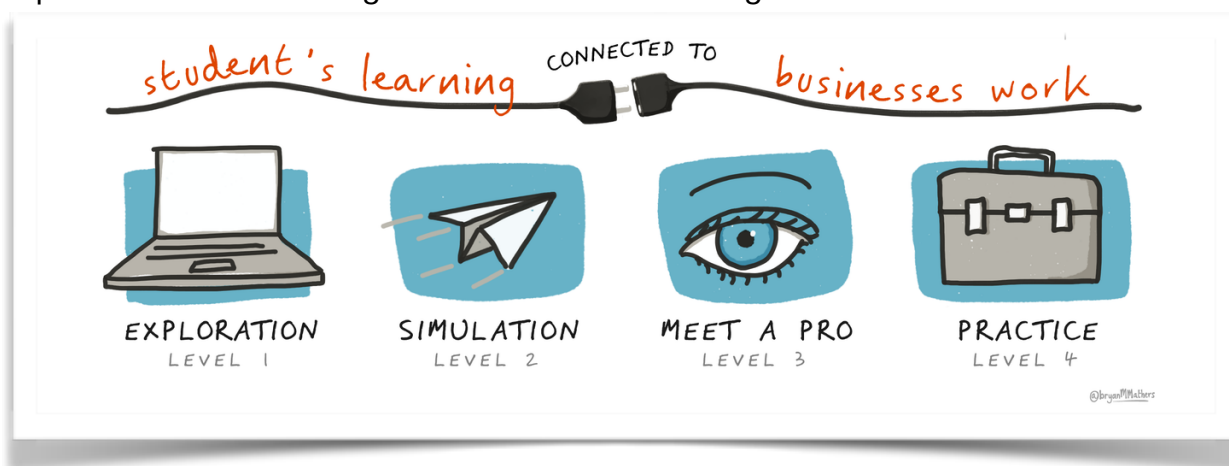 student's learning CONNECTED TO businesses work
EXPLORATION
LEVEL 1
SIMULATION
LEVEL 2
MEET A PRO
LEVEL 3
PRACTICE
LEVEL 4
@bryanMMathers